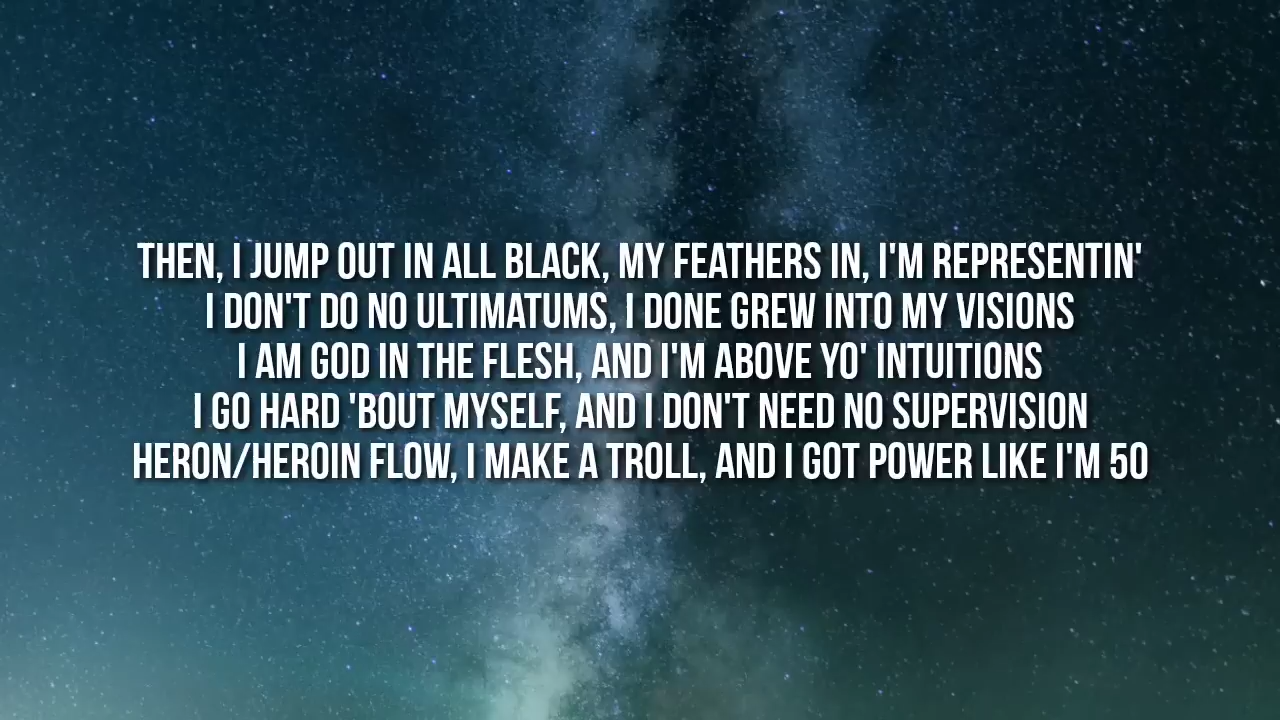 THEN, I JUMP OUT IN ALL BLACK, MY FEATHERS IN, I'M REPRESENTIN'
I DON'T DO NO ULTIMATUMS, I DONE GREW INTO MY VISIONS
I AM GOD IN THE FLESH, AND I'M ABOVE YO' INTUITIONS
I GO HARD 'BOUT MYSELF, AND I DON'T NEED NO SUPERVISION
HERON/HEROIN FLOW, I MAKE A TROLL, AND I GOT POWER LIKE I'M 50